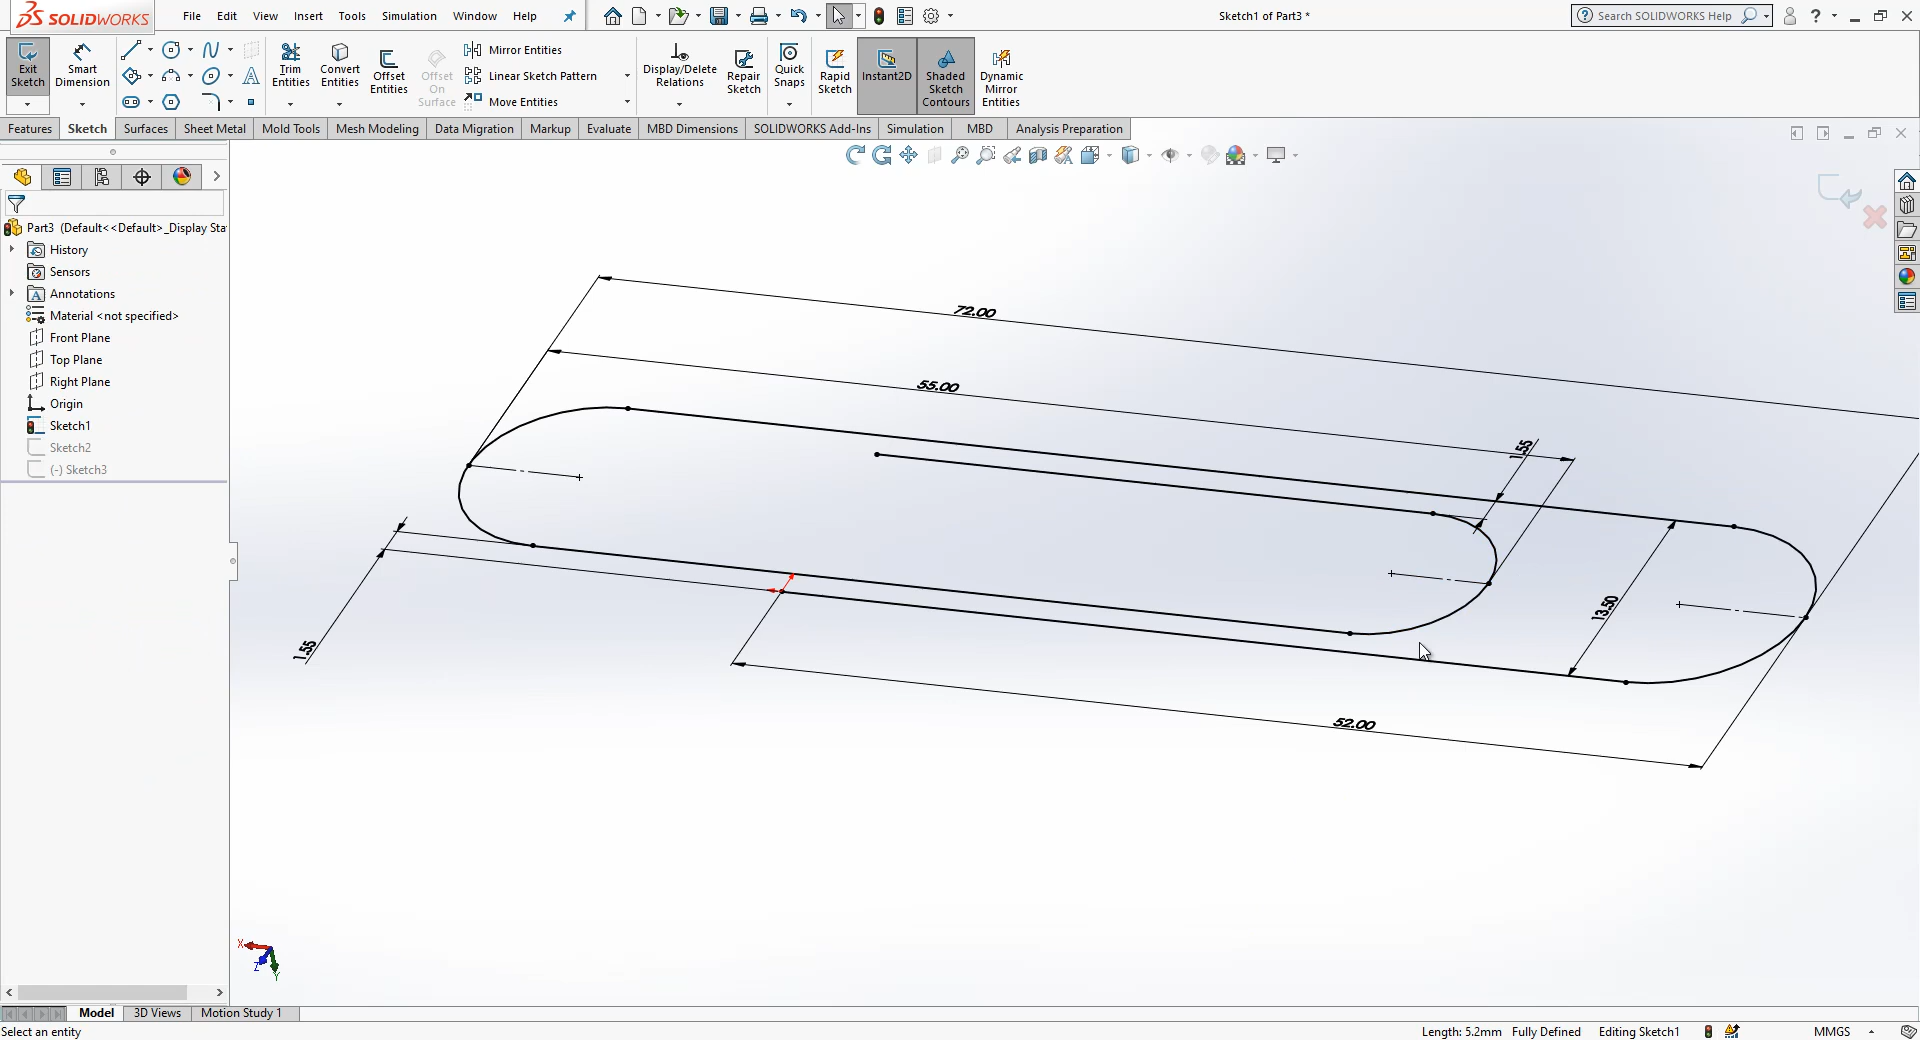 SOLIDWORKS
File Edit View Insert Tools Simulation Window Help
Sketch1 of Part3 *
Search SOLIDWORKS Help
Exit Sketch
Smart Dimension
Trim Entities
Convert Entities
Offset Entities
Offset On Surface
Mirror Entities
Linear Sketch Pattern
Move Entities
Display/Delete Relations
Repair Sketch
Quick Snaps
Rapid Sketch
Instant2D
Shaded Sketch Contours
Dynamic Mirror Entities
Features Sketch Surfaces Sheet Metal Mold Tools Mesh Modeling Data Migration Markup Evaluate MBD Dimensions SOLIDWORKS Add-Ins Simulation MBD Analysis Preparation
Part3 (Default<<Default>_Display Sta
History
Sensors
Annotations
Material <not specified>
Front Plane
Top Plane
Right Plane
Origin
Sketch1
Sketch2
(-) Sketch3
72.00
55.00
1.55
13.50
1.55
52.00
X
Z
Y
Model 3D Views Motion Study 1
Select an entity
Length: 5.2mm Fully Defined Editing Sketch1 MMGS